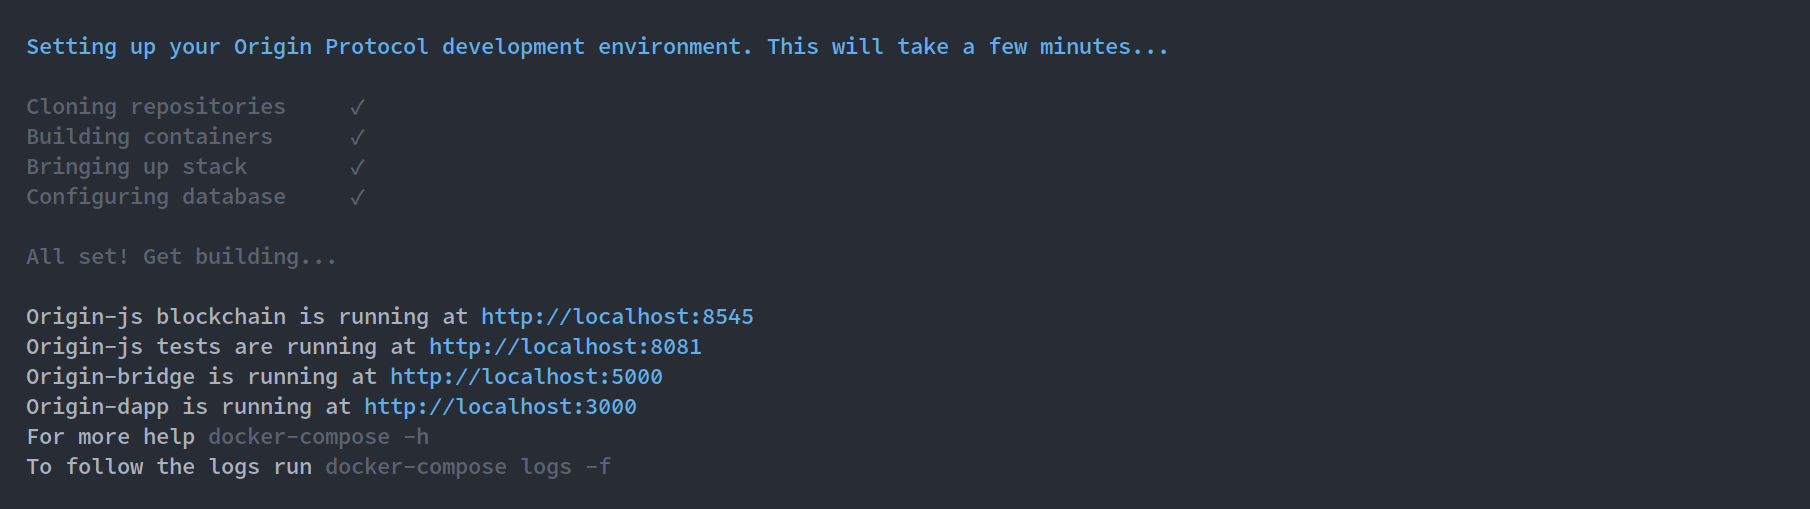 Setting up your Origin Protocol development environment. This will take a few minutes...
Cloning repositories ✓
Building containers ✓
Bringing up stack ✓
Configuring database ✓
All set! Get building...
Origin-js blockchain is running at http://localhost:8545
Origin-js tests are running at http://localhost:8081
Origin-bridge is running at http://localhost:5000
Origin-dapp is running at http://localhost:3000
For more help docker-compose -h
To follow the logs run docker-compose logs -f